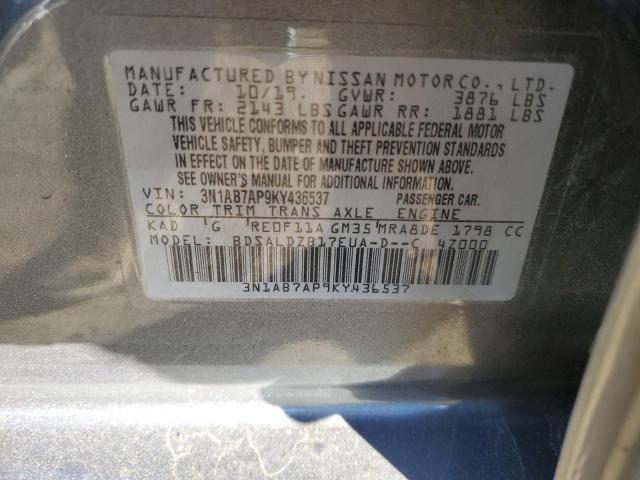 MANUFACTURED BY NISSAN MOTOR CO., LTD.
DATE: 10/19. GVWR: 3876 LBS
GAWR FR: 2143 LBS GAWR RR: 1881 LBS
THIS VEHICLE CONFORMS TO ALL APPLICABLE FEDERAL MOTOR
VEHICLE SAFETY, BUMPER AND THEFT PREVENTION STANDARDS
IN EFFECT ON THE DATE OF MANUFACTURE SHOWN ABOVE.
SEE OWNER'S MANUAL FOR ADDITIONAL INFORMATION.
VIN: 3N1AB7AP9KY436537 PASSENGER CAR.
COLOR TRIM TRANS AXLE ENGINE
KAD G RE0F11A GM35 MRA8DE 1798 CC
MODEL: BDSALDZB17EUA-D--C 47000
3N1AB7AP9KY436537